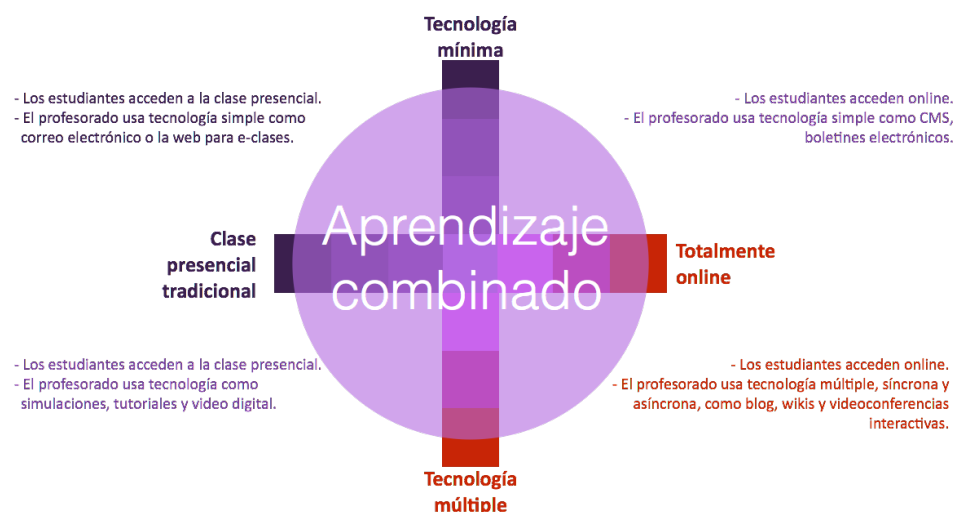 Tecnología
mínima
- Los estudiantes acceden a la clase presencial.
- El profesorado usa tecnología simple como
correo electrónico o la web para e-clases.
- Los estudiantes acceden online.
- El profesorado usa tecnología simple como CMS,
boletines electrónicos.
Clase
presencial
tradicional
Aprendizaje
combinado
Totalmente
online
- Los estudiantes acceden a la clase presencial.
- El profesorado usa tecnología como
simulaciones, tutoriales y video digital.
- Los estudiantes acceden online.
- El profesorado usa tecnología múltiple, síncrona y
asíncrona, como blog, wikis y videoconferencias
interactivas.
Tecnología
múltiple